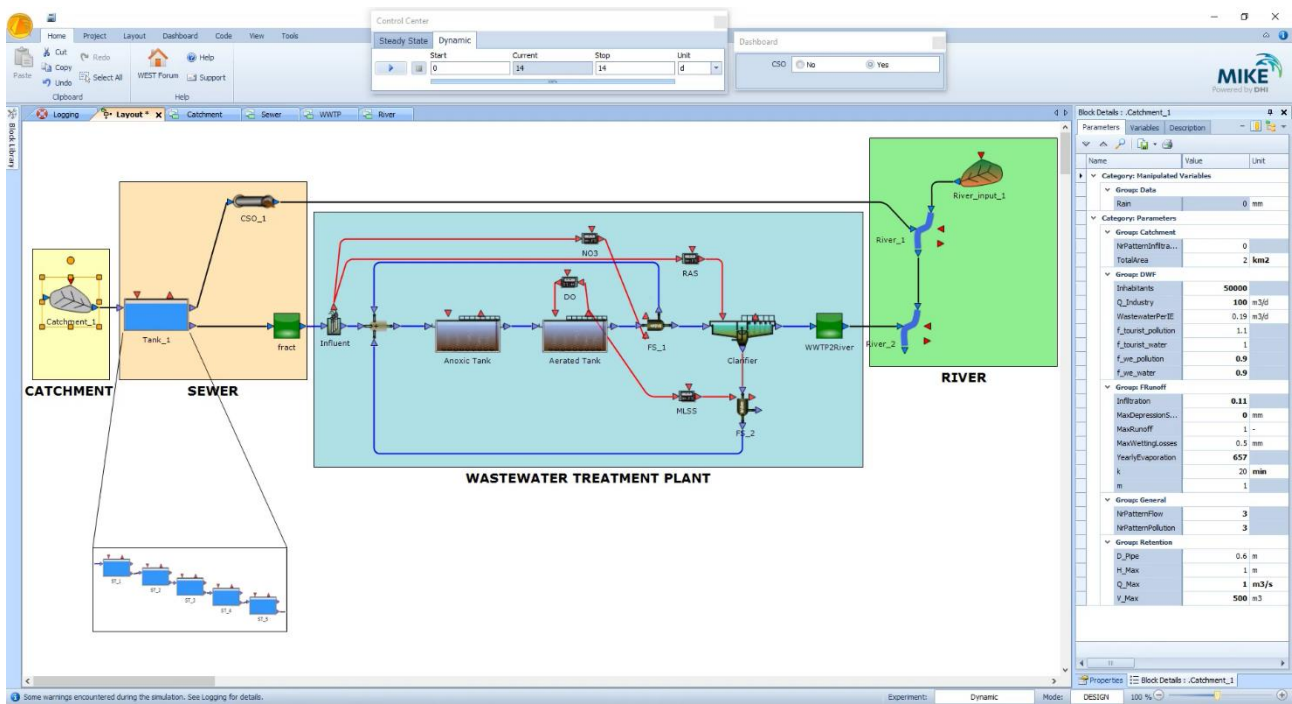 Home Project Layout Dashboard Code View Tools
Paste
Cut
Copy
Undo
Redo
Select All
Clipboard
WEST Forum
Help
Support
Help
Control Center
Steady State Dynamic
Start Current Stop Unit
0 14 14 d
Dashboard
CSO No Yes
MIKE
Powered by DHI
Block Library
Logging Layout * Catchment Sewer WWTP River
CSO_1
Catchment_1
Tank_1
fract
Influent
NO3
RAS
DO
Anoxic Tank
Aerated Tank
FS_1
Clarifier
WWTP2River
MLSS
FS_2
River_input_1
River_1
River_2
CATCHMENT
SEWER
WASTEWATER TREATMENT PLANT
RIVER
ST_1
ST_2
ST_3
ST_4
ST_5
Block Details : .Catchment_1
Parameters Variables Description
Name Value Unit
Category: Manipulated Variables
Group: Data
Rain 0 mm
Category: Parameters
Group: Catchment
NrPatternInfiltra... 0
TotalArea 2 km2
Group: DWF
Inhabitants 50000
Q_Industry 100 m3/d
WastewaterPerIE 0.19 m3/d
f_tourist_pollution 1.1
f_tourist_water 1
f_we_pollution 0.9
f_we_water 0.9
Group: FRunoff
Infiltration 0.11
MaxDepressionS... 0 mm
MaxRunoff 1 -
MaxWettingLosses 0.5 mm
YearlyEvaporation 657
k 20 min
m 1
Group: General
NrPatternFlow 3
NrPatternPollution 3
Group: Retention
D_Pipe 0.6 m
H_Max 1 m
Q_Max 1 m3/s
V_Max 500 m3
Properties Block Details : .Catchment_1
Some warnings encountered during the simulation. See Logging for details.
Experiment: Dynamic Mode: DESIGN 100 %